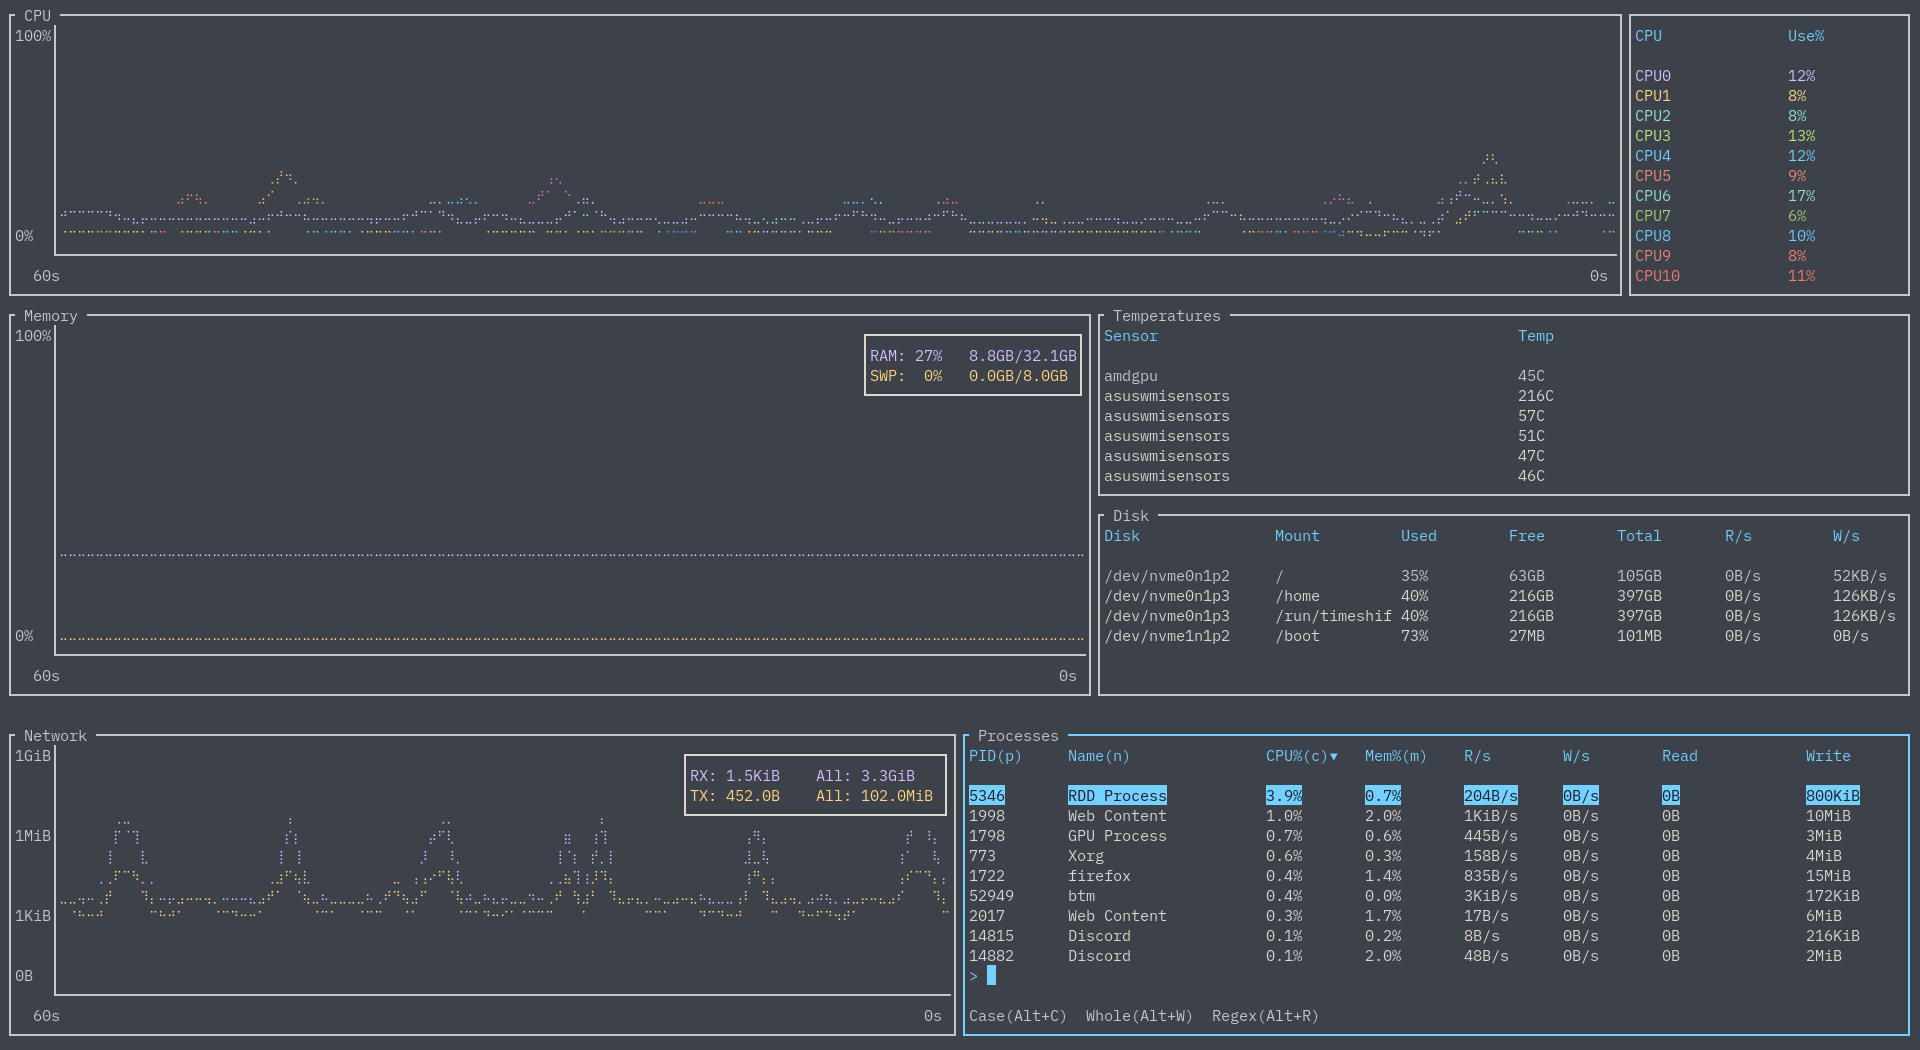 CPU
100%
0%
60s 0s
CPU Use%
CPU0 12%
CPU1 8%
CPU2 8%
CPU3 13%
CPU4 12%
CPU5 9%
CPU6 17%
CPU7 6%
CPU8 10%
CPU9 8%
CPU10 11%
Memory
100%
RAM: 27% 8.8GB/32.1GB
SWP: 0% 0.0GB/8.0GB
0%
60s 0s
Temperatures
Sensor Temp
amdgpu 45C
asuswmisensors 216C
asuswmisensors 57C
asuswmisensors 51C
asuswmisensors 47C
asuswmisensors 46C
Disk
Disk Mount Used Free Total R/s W/s
/dev/nvme0n1p2 / 35% 63GB 105GB 0B/s 52KB/s
/dev/nvme0n1p3 /home 40% 216GB 397GB 0B/s 126KB/s
/dev/nvme0n1p3 /run/timeshif 40% 216GB 397GB 0B/s 126KB/s
/dev/nvme1n1p2 /boot 73% 27MB 101MB 0B/s 0B/s
Network
1GiB
RX: 1.5KiB All: 3.3GiB
TX: 452.0B All: 102.0MiB
1MiB
1KiB
0B
60s 0s
Processes
PID(p) Name(n) CPU%(c)▼ Mem%(m) R/s W/s Read Write
5346 RDD Process 3.9% 0.7% 204B/s 0B/s 0B 800KiB
1998 Web Content 1.0% 2.0% 1KiB/s 0B/s 0B 10MiB
1798 GPU Process 0.7% 0.6% 445B/s 0B/s 0B 3MiB
773 Xorg 0.6% 0.3% 158B/s 0B/s 0B 4MiB
1722 firefox 0.4% 1.4% 835B/s 0B/s 0B 15MiB
52949 btm 0.4% 0.0% 3KiB/s 0B/s 0B 172KiB
2017 Web Content 0.3% 1.7% 17B/s 0B/s 0B 6MiB
14815 Discord 0.1% 0.2% 8B/s 0B/s 0B 216KiB
14882 Discord 0.1% 2.0% 48B/s 0B/s 0B 2MiB
>
Case(Alt+C) Whole(Alt+W) Regex(Alt+R)